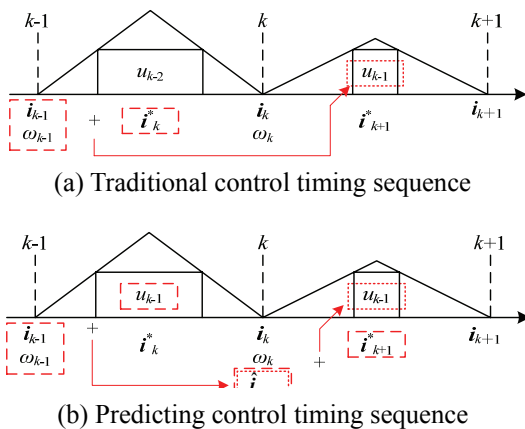 k-1 k k+1
u_{k-2} u_{k-1}
i_{k-1} + i^*_k i_k i^*_{k+1} i_{k+1}
ω_{k-1} ω_k
(a) Traditional control timing sequence
k-1 k k+1
u_{k-1} u_{k-1}
i_{k-1} + i^*_k i_k + i^*_{k+1} i_{k+1}
ω_{k-1} ω_k
î
(b) Predicting control timing sequence